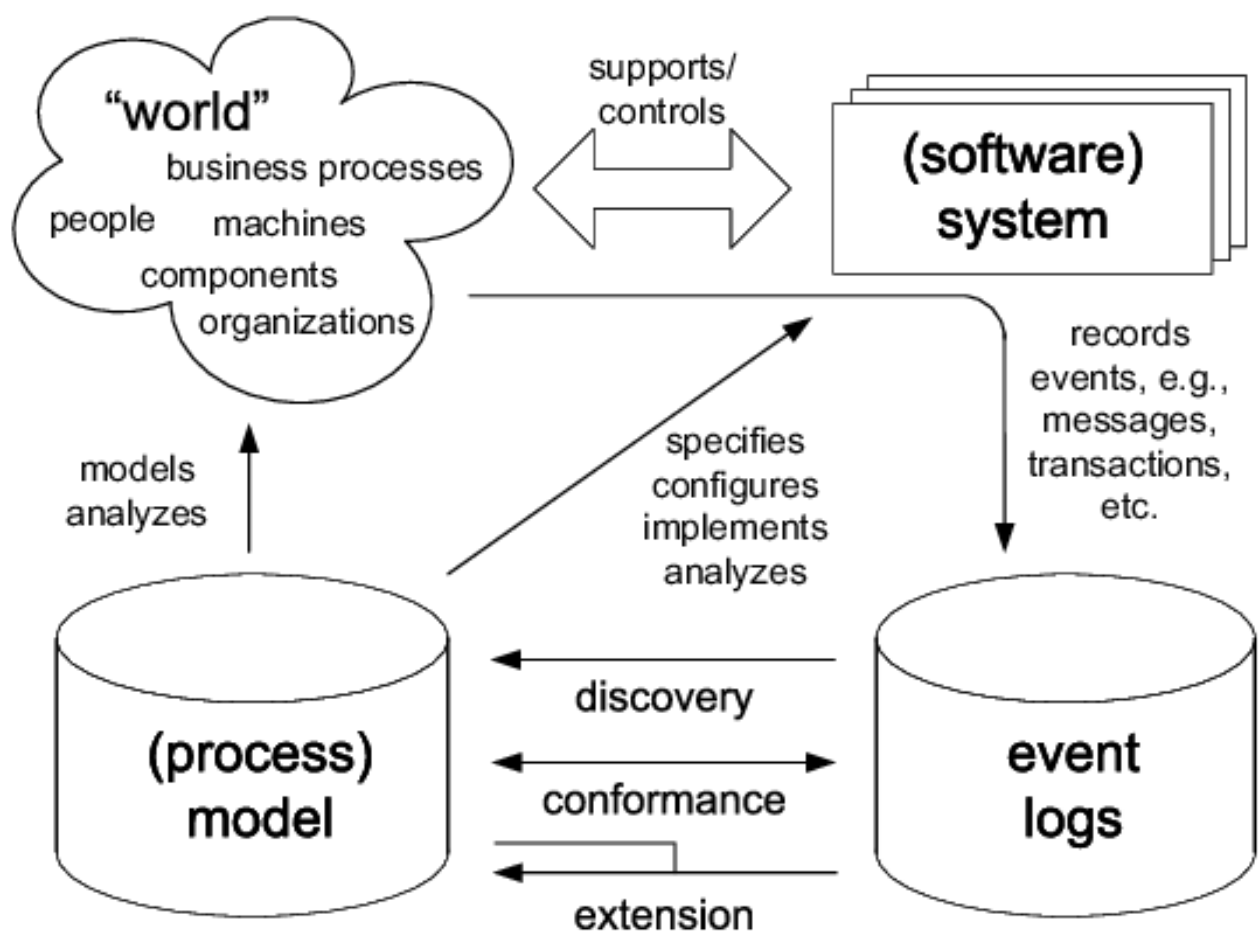 “world”
business processes
people
machines
components
organizations
supports/
controls
(software)
system
records
events, e.g.,
messages,
transactions,
etc.
models
analyzes
specifies
configures
implements
analyzes
(process)
model
discovery
conformance
extension
event
logs